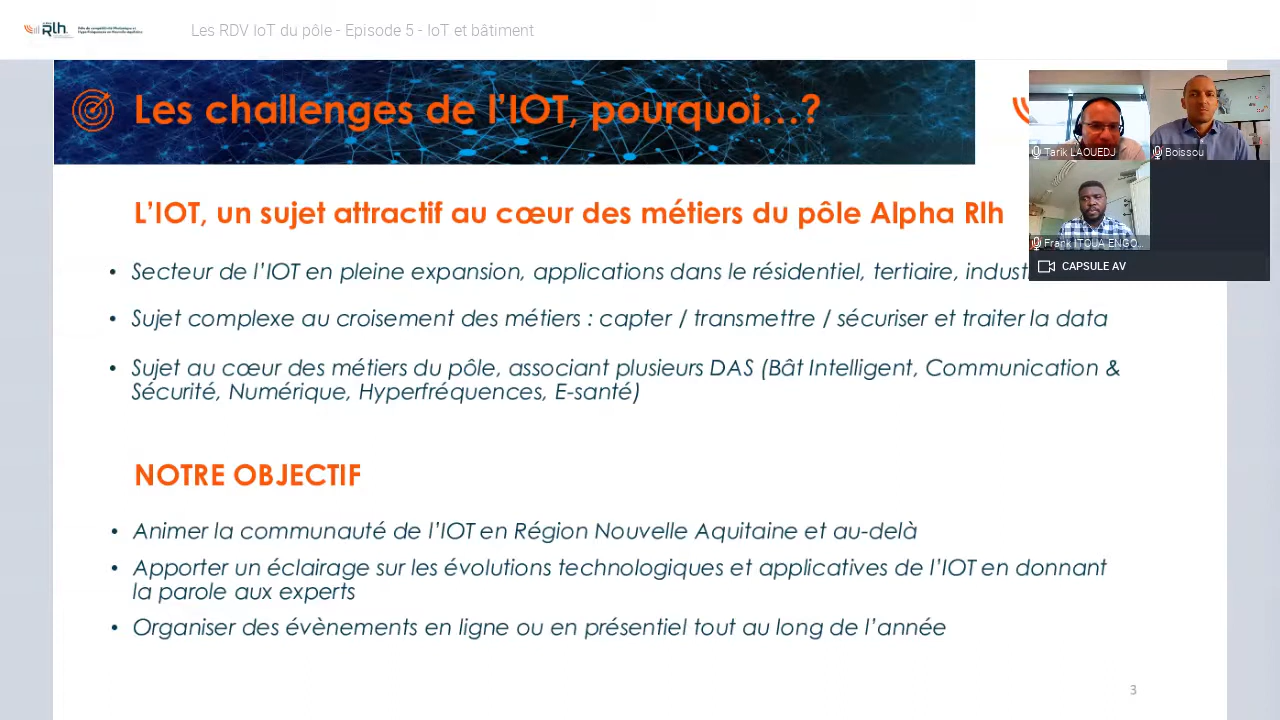 Rlh.
Les RDV IoT du pôle - Episode 5 - IoT et bâtiment
Les challenges de l'IOT, pourquoi...?
Tarik LAOUEDJ
Boissou
Frank ITOUA ENGO...
CAPSULE AV
L'IOT, un sujet attractif au cœur des métiers du pôle Alpha Rlh
• Secteur de l'IOT en pleine expansion, applications dans le résidentiel, tertiaire,
• Sujet complexe au croisement des métiers : capter / transmettre / sécuriser et traiter la data
• Sujet au cœur des métiers du pôle, associant plusieurs DAS (Bât Intelligent, Communication &
Sécurité, Numérique, Hyperfréquences, E-santé)
NOTRE OBJECTIF
• Animer la communauté de l'IOT en Région Nouvelle Aquitaine et au-delà
• Apporter un éclairage sur les évolutions technologiques et applicatives de l'IOT en donnant
la parole aux experts
• Organiser des évènements en ligne ou en présentiel tout au long de l'année
3